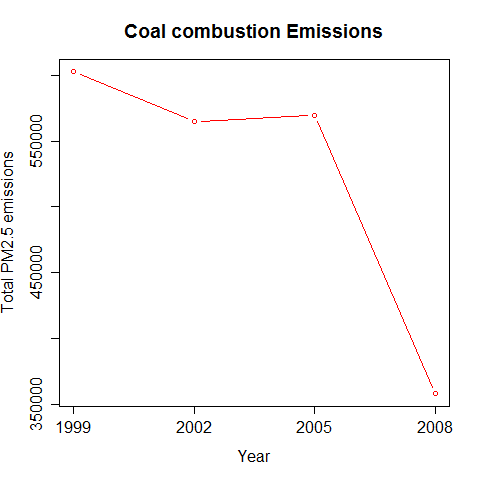 Coal combustion Emissions
Total PM2.5 emissions
550000
450000
350000
1999 2002 2005 2008
Year